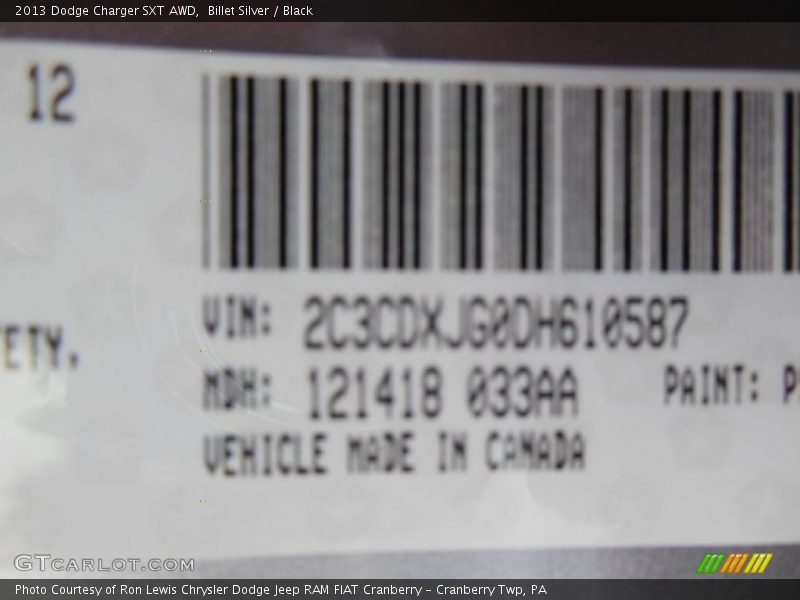 2013 Dodge Charger SXT AWD,  Billet Silver / Black
12
VIN: 2C3CDXJG0DH610587
ETY.
MDH: 121418 033AA PAINT: P
VEHICLE MADE IN CANADA
GTCARLOT.COM
Photo Courtesy of Ron Lewis Chrysler Dodge Jeep RAM FIAT Cranberry – Cranberry Twp, PA